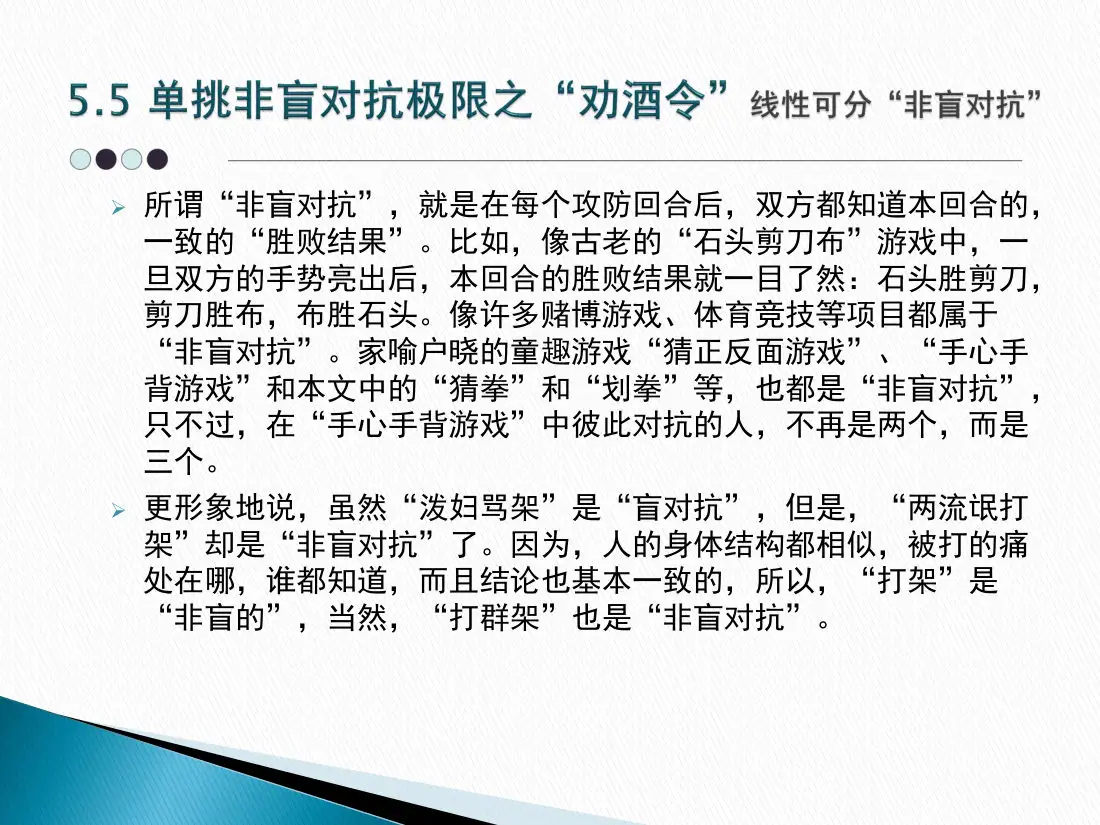 5.5 单挑非盲对抗极限之“劝酒令” 线性可分“非盲对抗”
所谓“非盲对抗”，就是在每个攻防回合后，双方都知道本回合的，
一致的“胜败结果”。比如，像古老的“石头剪刀布”游戏中，一
旦双方的手势亮出后，本回合的胜败结果就一目了然：石头胜剪刀，
剪刀胜布，布胜石头。像许多赌博游戏、体育竞技等项目都属于
“非盲对抗”。家喻户晓的童趣游戏“猜正反面游戏”、“手心手
背游戏”和本文中的“猜拳”和“划拳”等，也都是“非盲对抗”，
只不过，在“手心手背游戏”中彼此对抗的人，不再是两个，而是
三个。
更形象地说，虽然“泼妇骂架”是“盲对抗”，但是，“两流氓打
架”却是“非盲对抗”了。因为，人的身体结构都相似，被打的痛
处在哪，谁都知道，而且结论也基本一致的，所以，“打架”是
“非盲的”，当然，“打群架”也是“非盲对抗”。